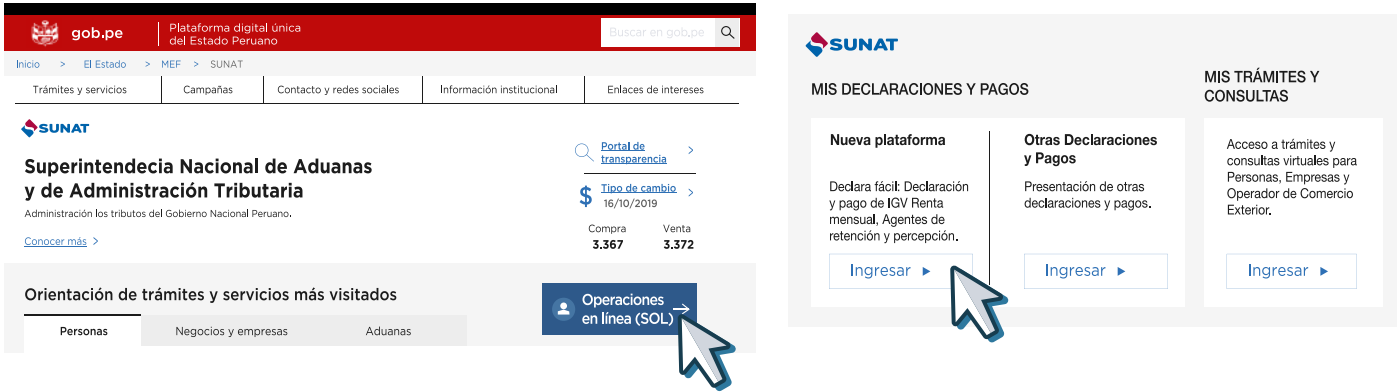 gob.pe
Plataforma digital única
del Estado Peruano
Buscar en gob.pe
Inicio > El Estado > MEF > SUNAT
Trámites y servicios
Campañas
Contacto y redes sociales
Información institucional
Enlaces de intereses
SUNAT
Superintendecia Nacional de Aduanas
y de Administración Tributaria
Administración los tributos del Gobierno Nacional Peruano.
Conocer más >
Portal de
transparencia >
$ Tipo de cambio >
16/10/2019
Compra Venta
3.367 3.372
Orientación de trámites y servicios más visitados
Personas
Negocios y empresas
Aduanas
Operaciones
en línea (SOL)
SUNAT
MIS DECLARACIONES Y PAGOS
Nueva plataforma
Declara fácil: Declaración
y pago de IGV Renta
mensual, Agentes de
retención y percepción.
Ingresar
Otras Declaraciones
y Pagos
Presentación de otras
declaraciones y pagos.
Ingresar
MIS TRÁMITES Y
CONSULTAS
Acceso a trámites y
consultas virtuales para
Personas, Empresas y
Operador de Comercio
Exterior.
Ingresar